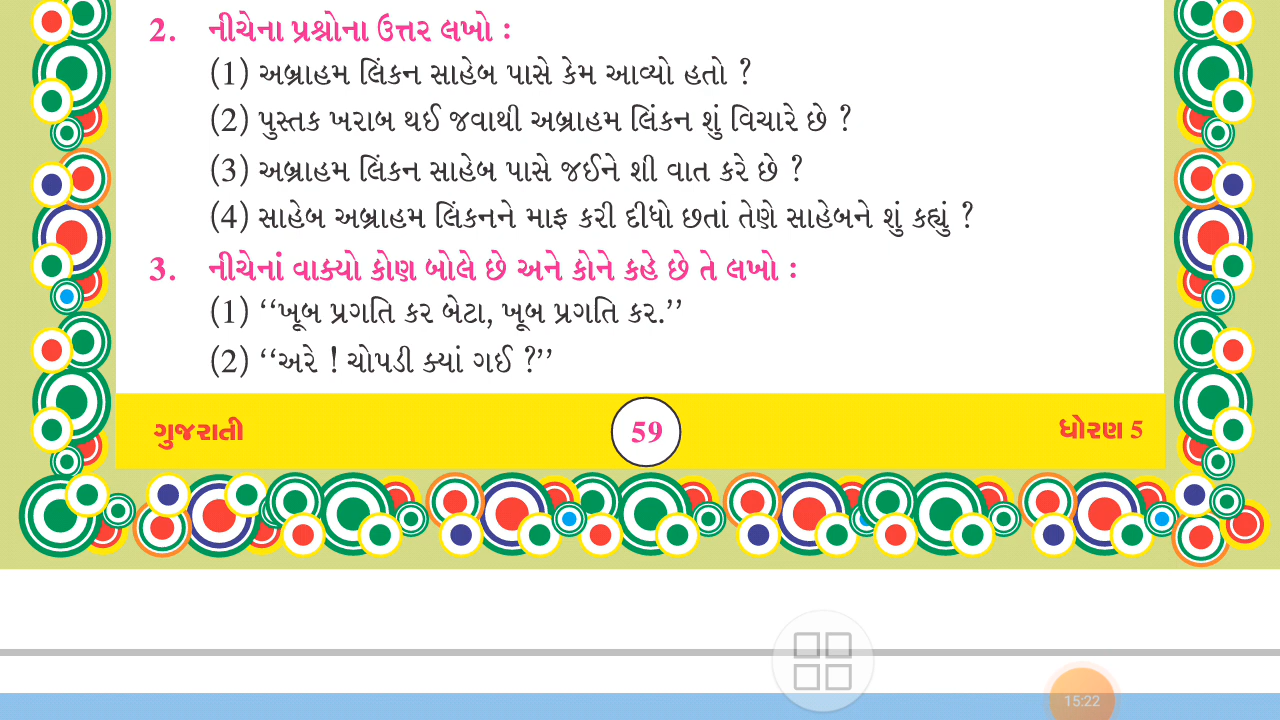 2. નીચેના પ્રશ્નોના ઉત્તર લખો :
(1) અબ્રાહમ લિંકન સાહેબ પાસે કેમ આવ્યો હતો ?
(2) પુસ્તક ખરાબ થઈ જવાથી અબ્રાહમ લિંકન શું વિચારે છે ?
(3) અબ્રાહમ લિંકન સાહેબ પાસે જઈને શી વાત કરે છે ?
(4) સાહેબ અબ્રાહમ લિંકનને માફ કરી દીધો છતાં તેણે સાહેબને શું કહ્યું ?
3. નીચેનાં વાક્યો કોણ બોલે છે અને કોને કહે છે તે લખો :
(1) ‘‘ખૂબ પ્રગતિ કર બેટા, ખૂબ પ્રગતિ કર.’’
(2) ‘‘અરે ! ચોપડી ક્યાં ગઈ ?’’
ગુજરાતી 59 ધોરણ 5
15:22